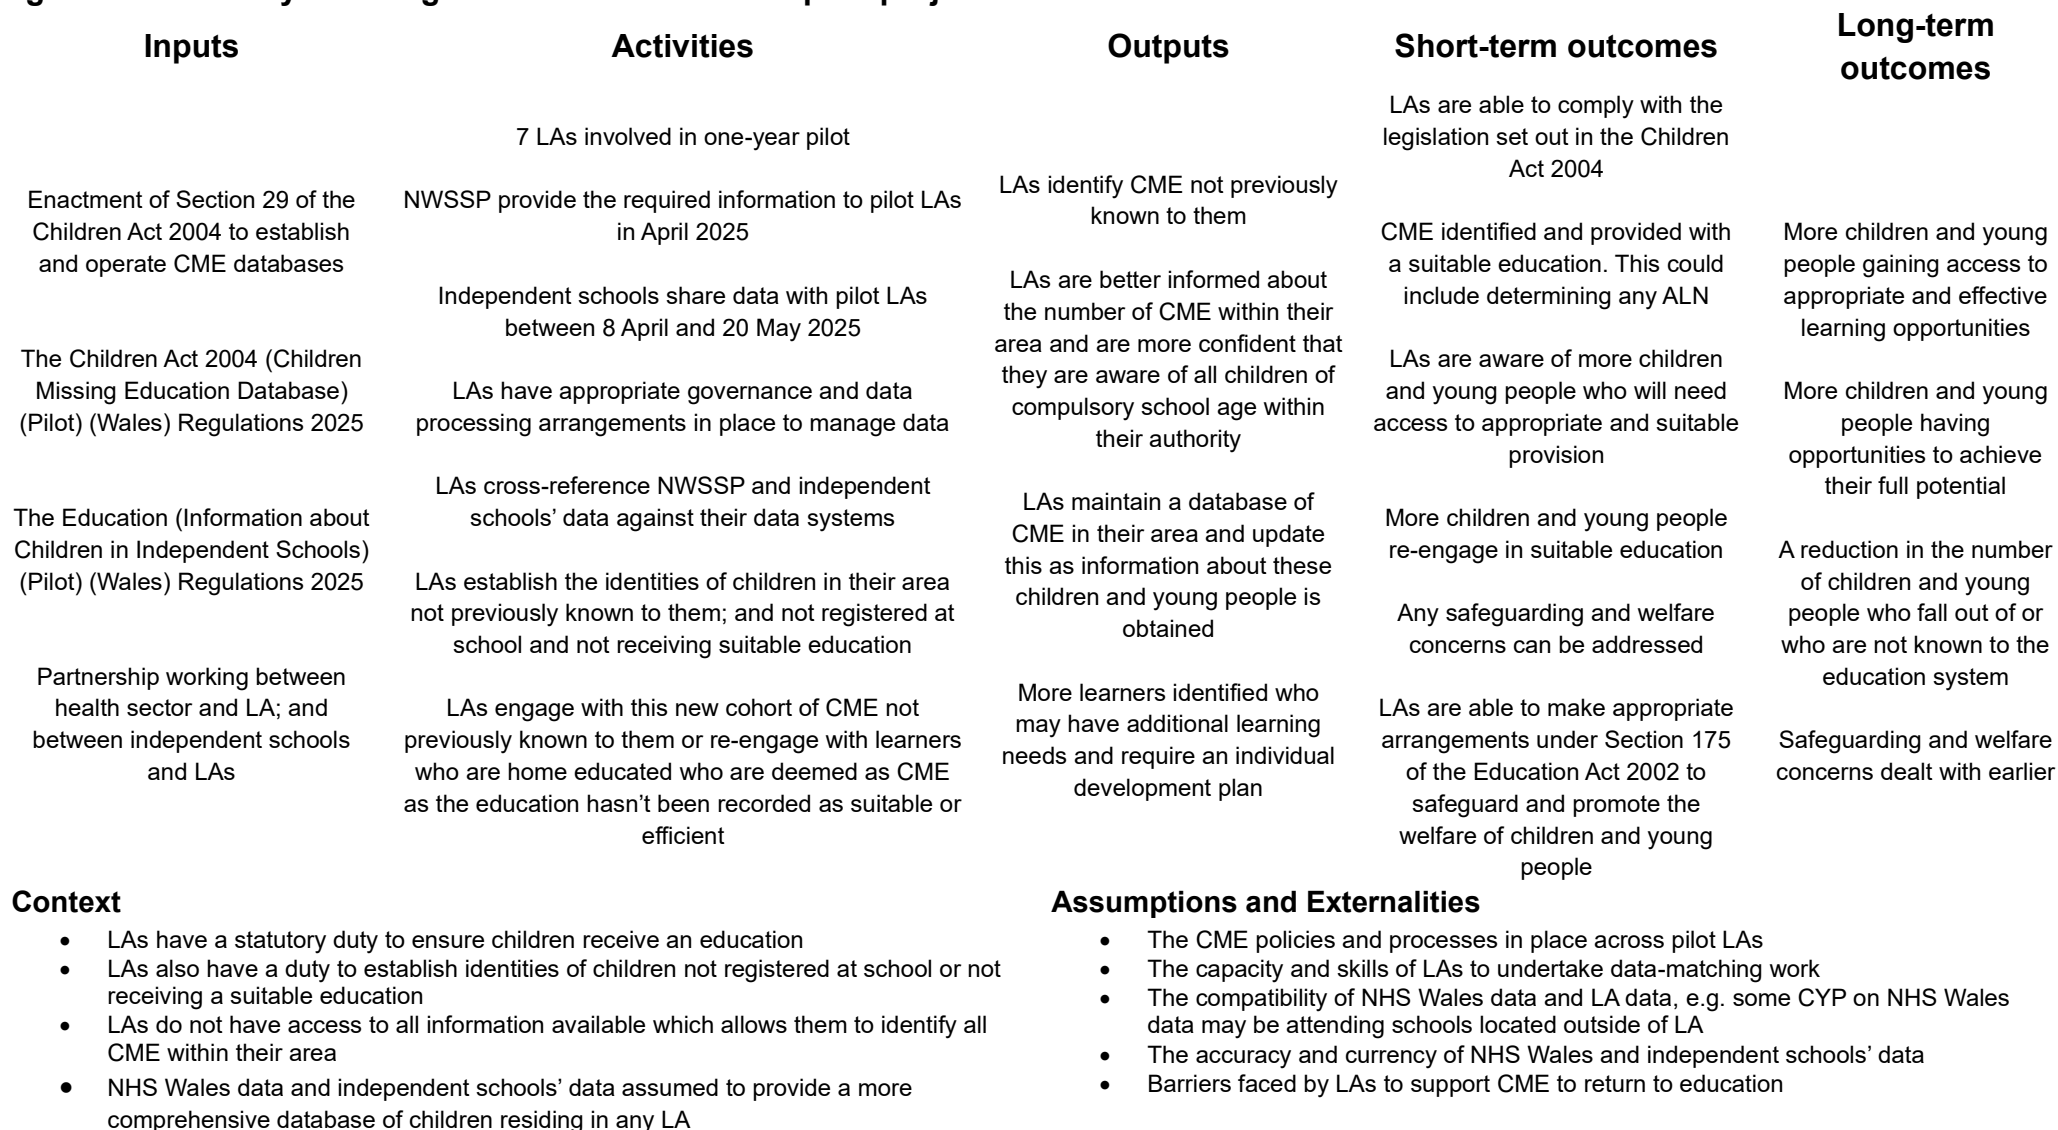 Inputs
Enactment of Section 29 of the
Children Act 2004 to establish
and operate CME databases
The Children Act 2004 (Children
Missing Education Database)
(Pilot) (Wales) Regulations 2025
The Education (Information about
Children in Independent Schools)
(Pilot) (Wales) Regulations 2025
Partnership working between
health sector and LA; and
between independent schools
and LAs
Activities
7 LAs involved in one-year pilot
NWSSP provide the required information to pilot LAs
in April 2025
Independent schools share data with pilot LAs
between 8 April and 20 May 2025
LAs have appropriate governance and data
processing arrangements in place to manage data
LAs cross-reference NWSSP and independent
schools’ data against their data systems
LAs establish the identities of children in their area
not previously known to them; and not registered at
school and not receiving suitable education
LAs engage with this new cohort of CME not
previously known to them or re-engage with learners
who are home educated who are deemed as CME
as the education hasn’t been recorded as suitable or
efficient
Outputs
LAs identify CME not previously
known to them
LAs are better informed about
the number of CME within their
area and are more confident that
they are aware of all children of
compulsory school age within
their authority
LAs maintain a database of
CME in their area and update
this as information about these
children and young people is
obtained
More learners identified who
may have additional learning
needs and require an individual
development plan
Short-term outcomes
LAs are able to comply with the
legislation set out in the Children
Act 2004
CME identified and provided with
a suitable education. This could
include determining any ALN
LAs are aware of more children
and young people who will need
access to appropriate and suitable
provision
More children and young people
re-engage in suitable education
Any safeguarding and welfare
concerns can be addressed
LAs are able to make appropriate
arrangements under Section 175
of the Education Act 2002 to
safeguard and promote the
welfare of children and young
people
Long-term
outcomes
More children and young
people gaining access to
appropriate and effective
learning opportunities
More children and young
people having
opportunities to achieve
their full potential
A reduction in the number
of children and young
people who fall out of or
who are not known to the
education system
Safeguarding and welfare
concerns dealt with earlier
Context
• LAs have a statutory duty to ensure children receive an education
• LAs also have a duty to establish identities of children not registered at school or not
receiving a suitable education
• LAs do not have access to all information available which allows them to identify all
CME within their area
• NHS Wales data and independent schools’ data assumed to provide a more
comprehensive database of children residing in any LA
Assumptions and Externalities
• The CME policies and processes in place across pilot LAs
• The capacity and skills of LAs to undertake data-matching work
• The compatibility of NHS Wales data and LA data, e.g. some CYP on NHS Wales
data may be attending schools located outside of LA
• The accuracy and currency of NHS Wales and independent schools’ data
• Barriers faced by LAs to support CME to return to education